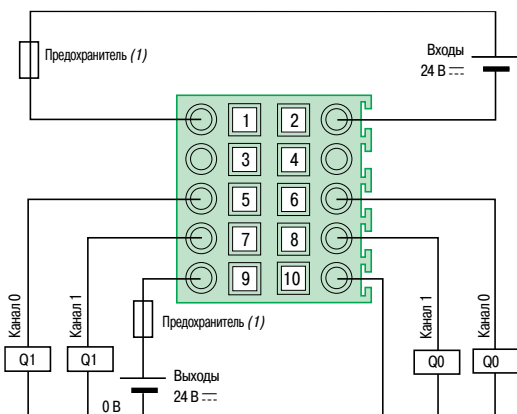 Предохранитель (1)
Входы
24 В
1 2
3 4
5 6
7 8
9 10
Канал 0
Канал 1
Предохранитель (1)
Канал 1
Канал 0
Q1
Q1
Выходы
24 В
0 В
Q0
Q0